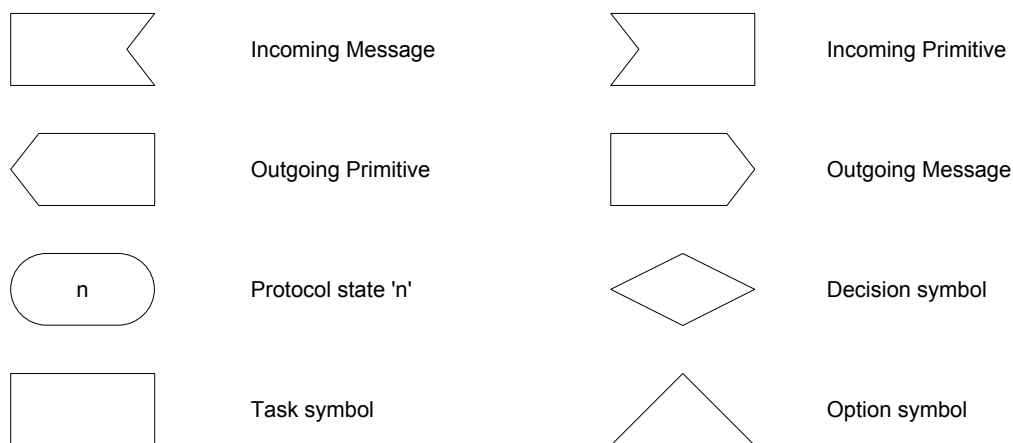 Incoming Message
Incoming Primitive
Outgoing Primitive
Outgoing Message
n
Protocol state 'n'
Decision symbol
Task symbol
Option symbol